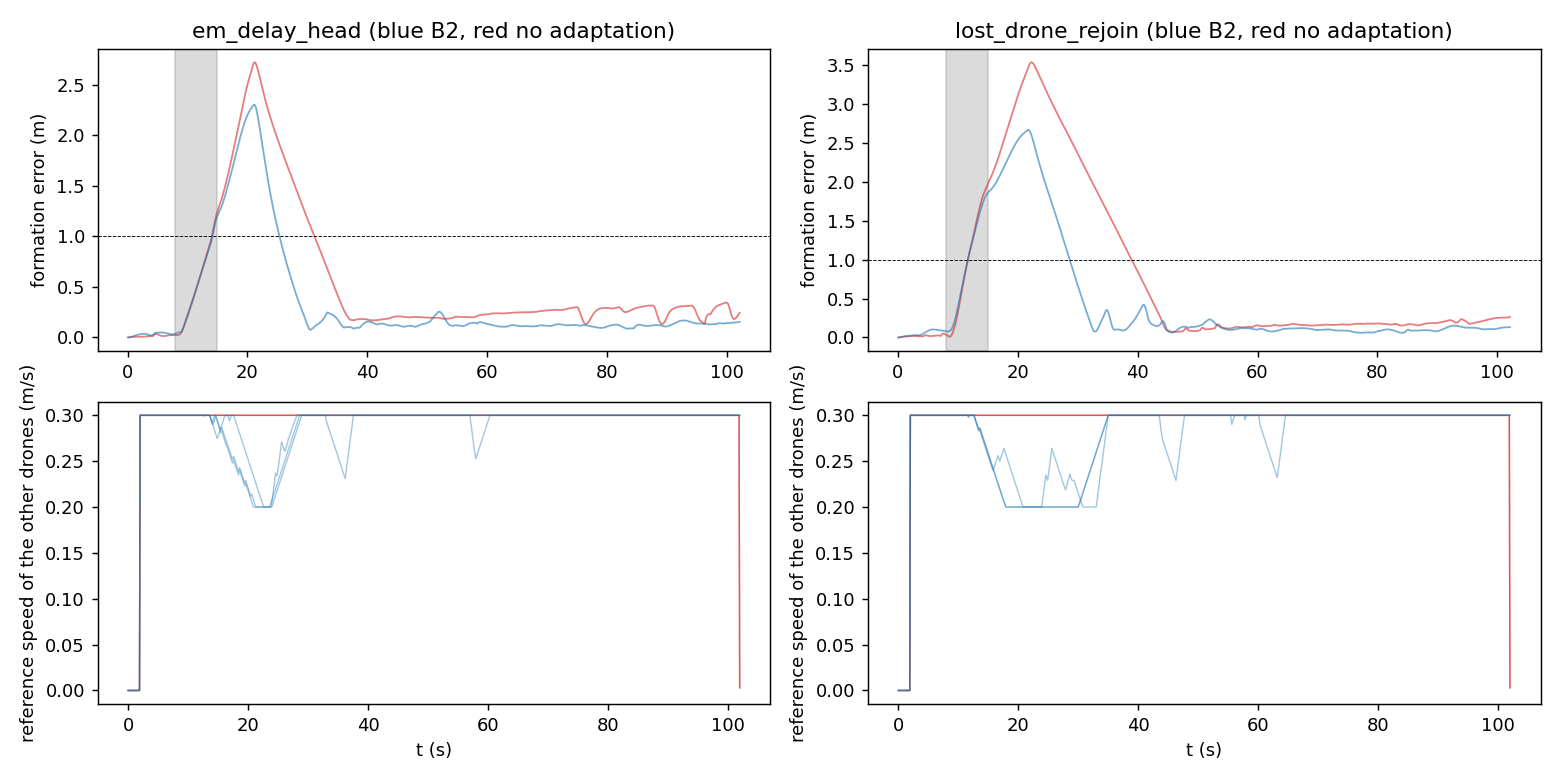 em_delay_head (blue B2, red no adaptation)
formation error (m)
2.5
2.0
1.5
1.0
0.5
0.0
0 20 40 60 80 100
lost_drone_rejoin (blue B2, red no adaptation)
formation error (m)
3.5
3.0
2.5
2.0
1.5
1.0
0.5
0.0
0 20 40 60 80 100
reference speed of the other drones (m/s)
0.30
0.25
0.20
0.15
0.10
0.05
0.00
0 20 40 60 80 100
t (s)
reference speed of the other drones (m/s)
0.30
0.25
0.20
0.15
0.10
0.05
0.00
0 20 40 60 80 100
t (s)